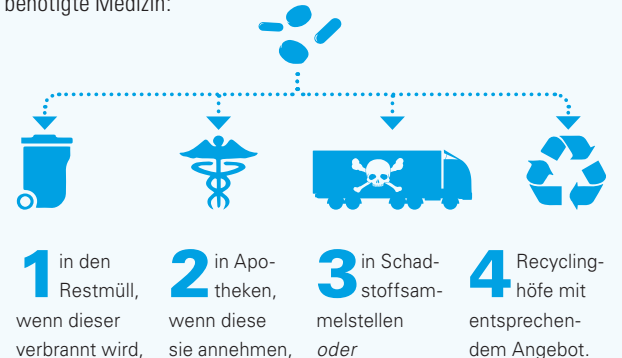 benötigte Medizin:
1 in den
Restmüll,
wenn dieser
verbrannt wird,
2 in Apo-
theken,
wenn diese
sie annehmen,
3 in Schad-
stoffsam-
melstellen
oder
4 Recycling-
höfe mit
entsprechen-
dem Angebot.